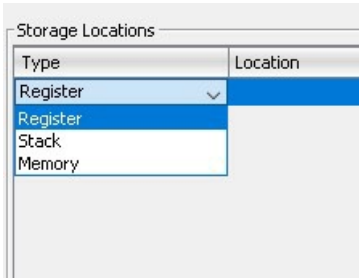 Storage Locations
Type Location
Register
Register
Stack
Memory